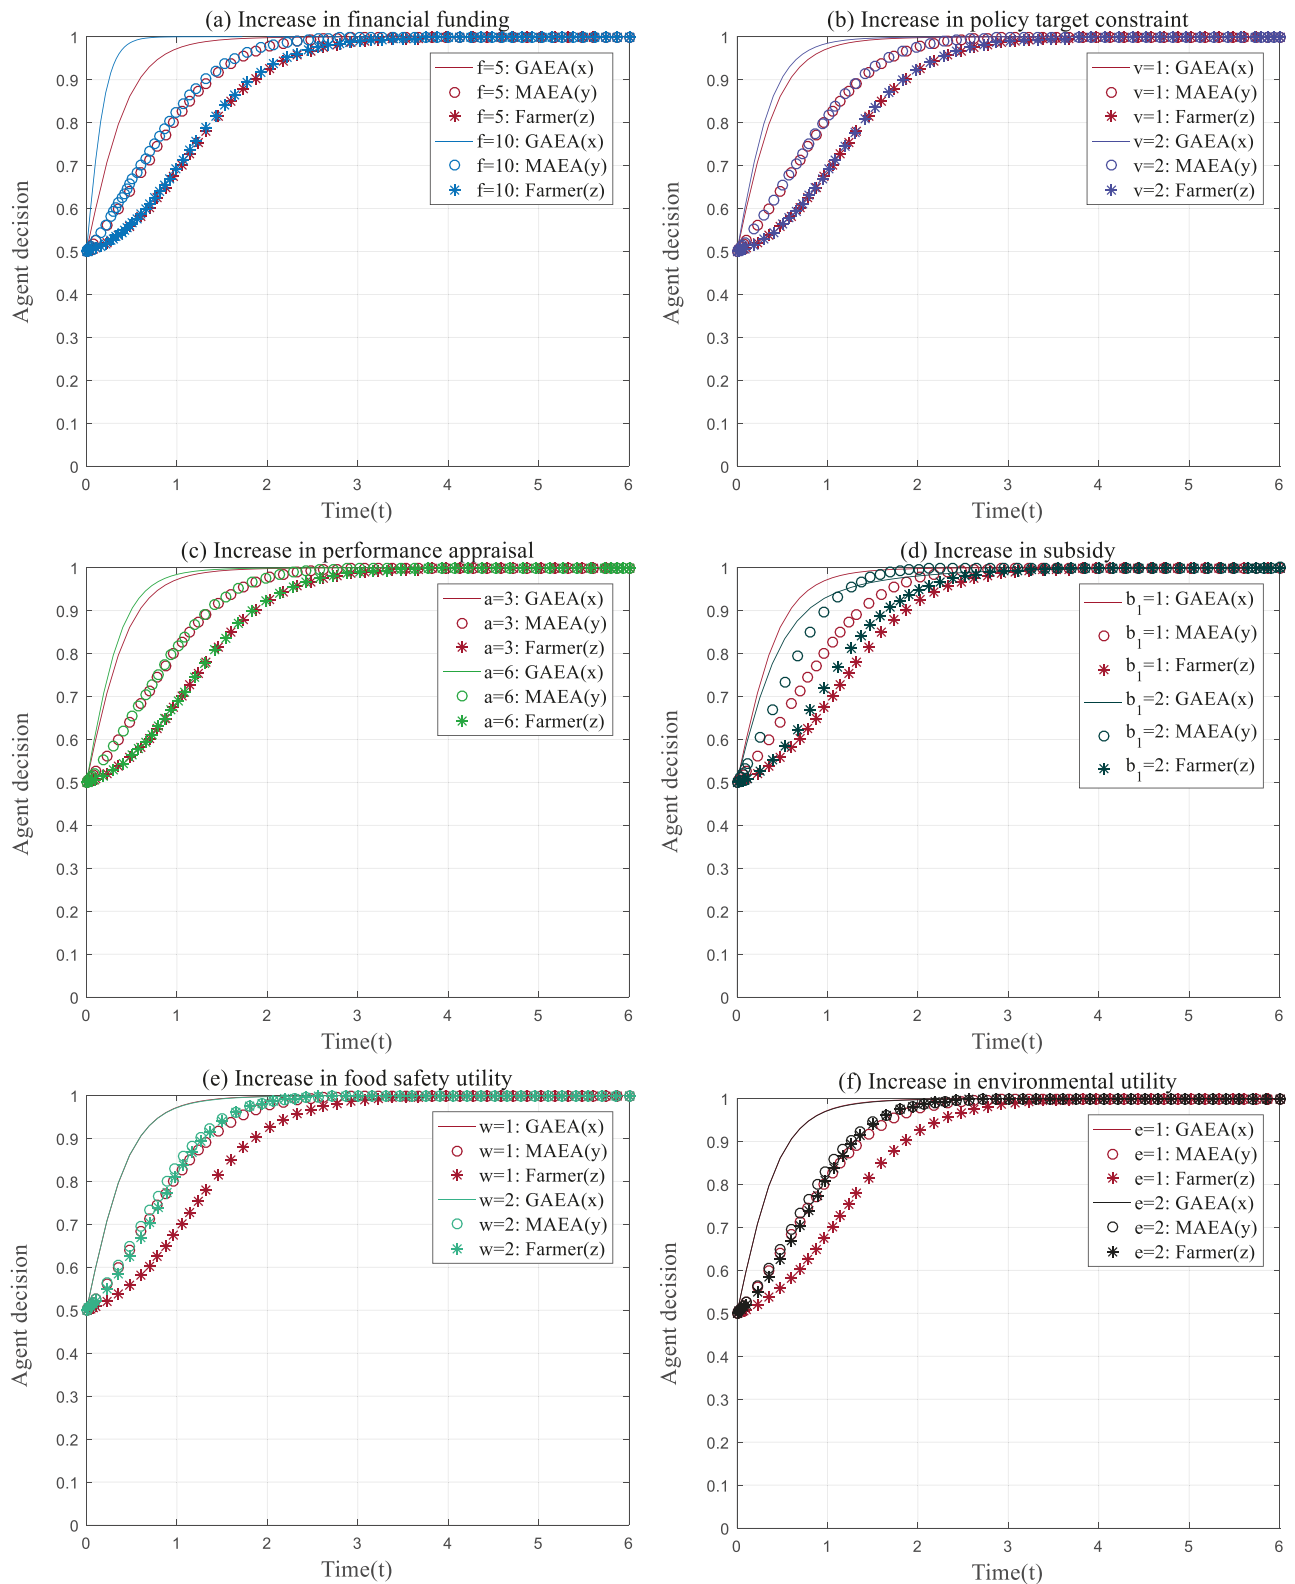 (a) Increase in financial funding
1
0.9
0.8
0.7
0.6
0.5
0.4
0.3
0.2
0.1
0
Agent decision
f=5: GAEA(x)
f=5: MAEA(y)
f=5: Farmer(z)
f=10: GAEA(x)
f=10: MAEA(y)
f=10: Farmer(z)
0 1 2 3 4 5 6
Time(t)
(b) Increase in policy target constraint
1
0.9
0.8
0.7
0.6
0.5
0.4
0.3
0.2
0.1
0
Agent decision
v=1: GAEA(x)
v=1: MAEA(y)
v=1: Farmer(z)
v=2: GAEA(x)
v=2: MAEA(y)
v=2: Farmer(z)
0 1 2 3 4 5 6
Time(t)
(c) Increase in performance appraisal
1
0.9
0.8
0.7
0.6
0.5
0.4
0.3
0.2
0.1
0
Agent decision
a=3: GAEA(x)
a=3: MAEA(y)
a=3: Farmer(z)
a=6: GAEA(x)
a=6: MAEA(y)
a=6: Farmer(z)
0 1 2 3 4 5 6
Time(t)
(d) Increase in subsidy
1
0.9
0.8
0.7
0.6
0.5
0.4
0.3
0.2
0.1
0
Agent decision
b₁=1: GAEA(x)
b₁=1: MAEA(y)
b₁=1: Farmer(z)
b₁=2: GAEA(x)
b₁=2: MAEA(y)
b₁=2: Farmer(z)
0 1 2 3 4 5 6
Time(t)
(e) Increase in food safety utility
1
0.9
0.8
0.7
0.6
0.5
0.4
0.3
0.2
0.1
0
Agent decision
w=1: GAEA(x)
w=1: MAEA(y)
w=1: Farmer(z)
w=2: GAEA(x)
w=2: MAEA(y)
w=2: Farmer(z)
0 1 2 3 4 5 6
Time(t)
(f) Increase in environmental utility
1
0.9
0.8
0.7
0.6
0.5
0.4
0.3
0.2
0.1
0
Agent decision
e=1: GAEA(x)
e=1: MAEA(y)
e=1: Farmer(z)
e=2: GAEA(x)
e=2: MAEA(y)
e=2: Farmer(z)
0 1 2 3 4 5 6
Time(t)